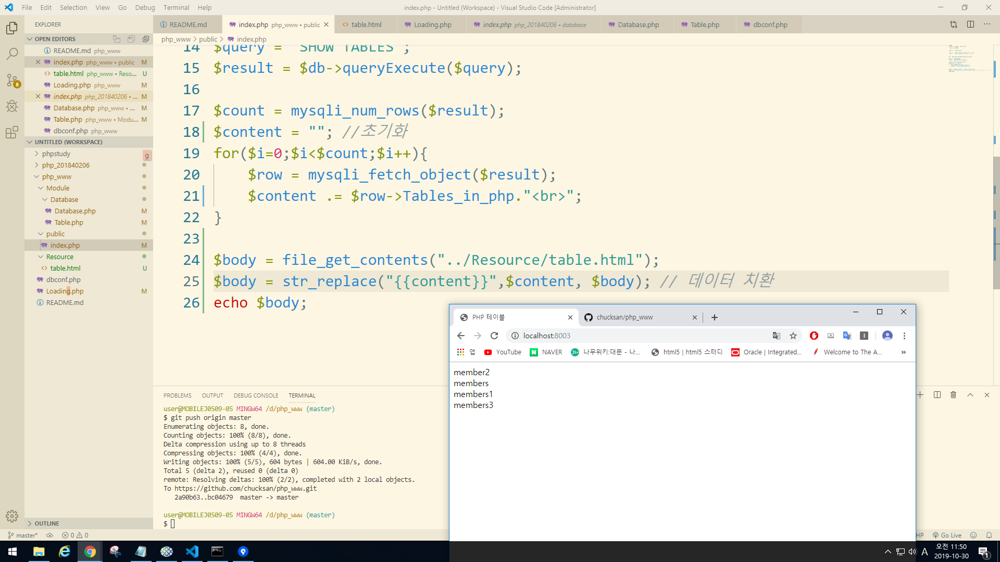 File Edit Selection View Go Debug Terminal Help
index.php - Untitled (Workspace) - Visual Studio Code [Administrator]
EXPLORER
README.md
index.php php_www • public
table.html
Loading.php
index.php php_201840206 • database
Database.php
Table.php
dbconf.php
OPEN EDITORS
README.md php_www
index.php php_www • public M
table.html php_www • Reso... U
Loading.php php_www M
index.php php_201840206 • ... M
Database.php php_www • ... M
Table.php php_www • Modu... M
dbconf.php php_www
8
UNTITLED (WORKSPACE)
phpstudy
g
php_201840206
php_www
Module
Database
Database.php M
Table.php M
public
index.php M
Resource
table.html U
dbconf.php
Loading.php M
README.md
OUTLINE
php_www > public > index.php
14 $query = "SHOW TABLES";
15 $result = $db->queryExecute($query);
16
17 $count = mysqli_num_rows($result);
18 $content = ""; //초기화
19 for($i=0;$i<$count;$i++){
20 $row = mysqli_fetch_object($result);
21 $content .= $row->Tables_in_php."<br>";
22 }
23
24 $body = file_get_contents("../Resource/table.html");
25 $body = str_replace("{{content}}",$content, $body); // 데이터 치환
26 echo $body;
PROBLEMS OUTPUT DEBUG CONSOLE TERMINAL
user@MOBILEJ0509-05 MINGW64 /d/php_www (master)
$ git push origin master
Enumerating objects: 8, done.
Counting objects: 100% (8/8), done.
Delta compression using up to 8 threads
Compressing objects: 100% (4/4), done.
Writing objects: 100% (5/5), 604 bytes | 604.00 KiB/s, done.
Total 5 (delta 2), reused 0 (delta 0)
remote: Resolving deltas: 100% (2/2), completed with 2 local objects.
To https://github.com/chucksan/php_www.git
2a90b63..bc04679 master -> master
user@MOBILEJ0509-05 MINGW64 /d/php_www (master)
$
PHP 테이블
chucksan/php_www
localhost:8003
앱 YouTube NAVER 나무위키:대문 - 나... html5 | html5 스터디 Oracle | Integrated... Welcome to The A... »
member2
members
members1
members3
master* 0 0
HP Go Live
A
오전 11:50
2019-10-30
1